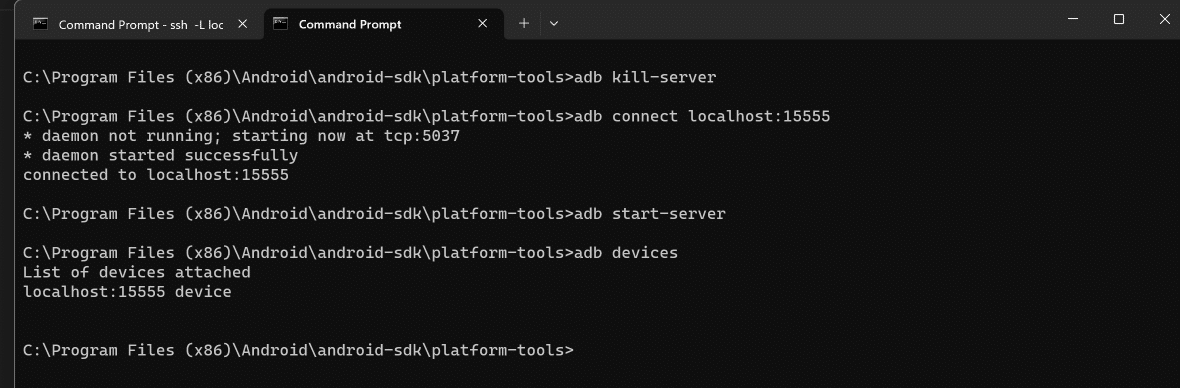 Command Prompt - ssh -L loc
Command Prompt
C:\Program Files (x86)\Android\android-sdk\platform-tools>adb kill-server
C:\Program Files (x86)\Android\android-sdk\platform-tools>adb connect localhost:15555
* daemon not running; starting now at tcp:5037
* daemon started successfully
connected to localhost:15555
C:\Program Files (x86)\Android\android-sdk\platform-tools>adb start-server
C:\Program Files (x86)\Android\android-sdk\platform-tools>adb devices
List of devices attached
localhost:15555 device
C:\Program Files (x86)\Android\android-sdk\platform-tools>